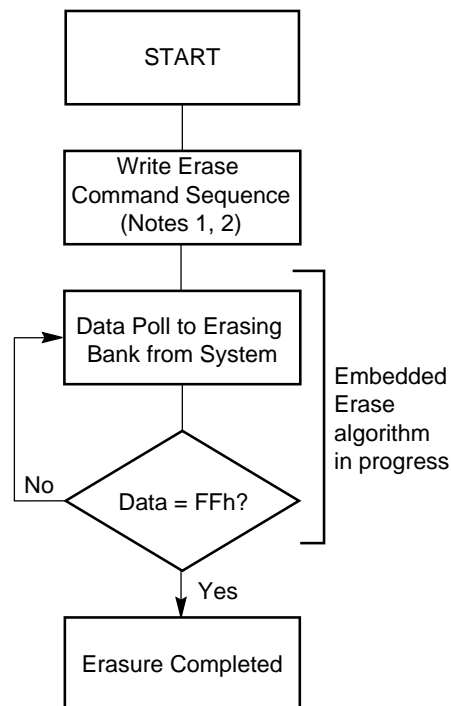 START
Write Erase
Command Sequence
(Notes 1, 2)
Data Poll to Erasing
Bank from System
Embedded
Erase
algorithm
in progress
No
Data = FFh?
Yes
Erasure Completed